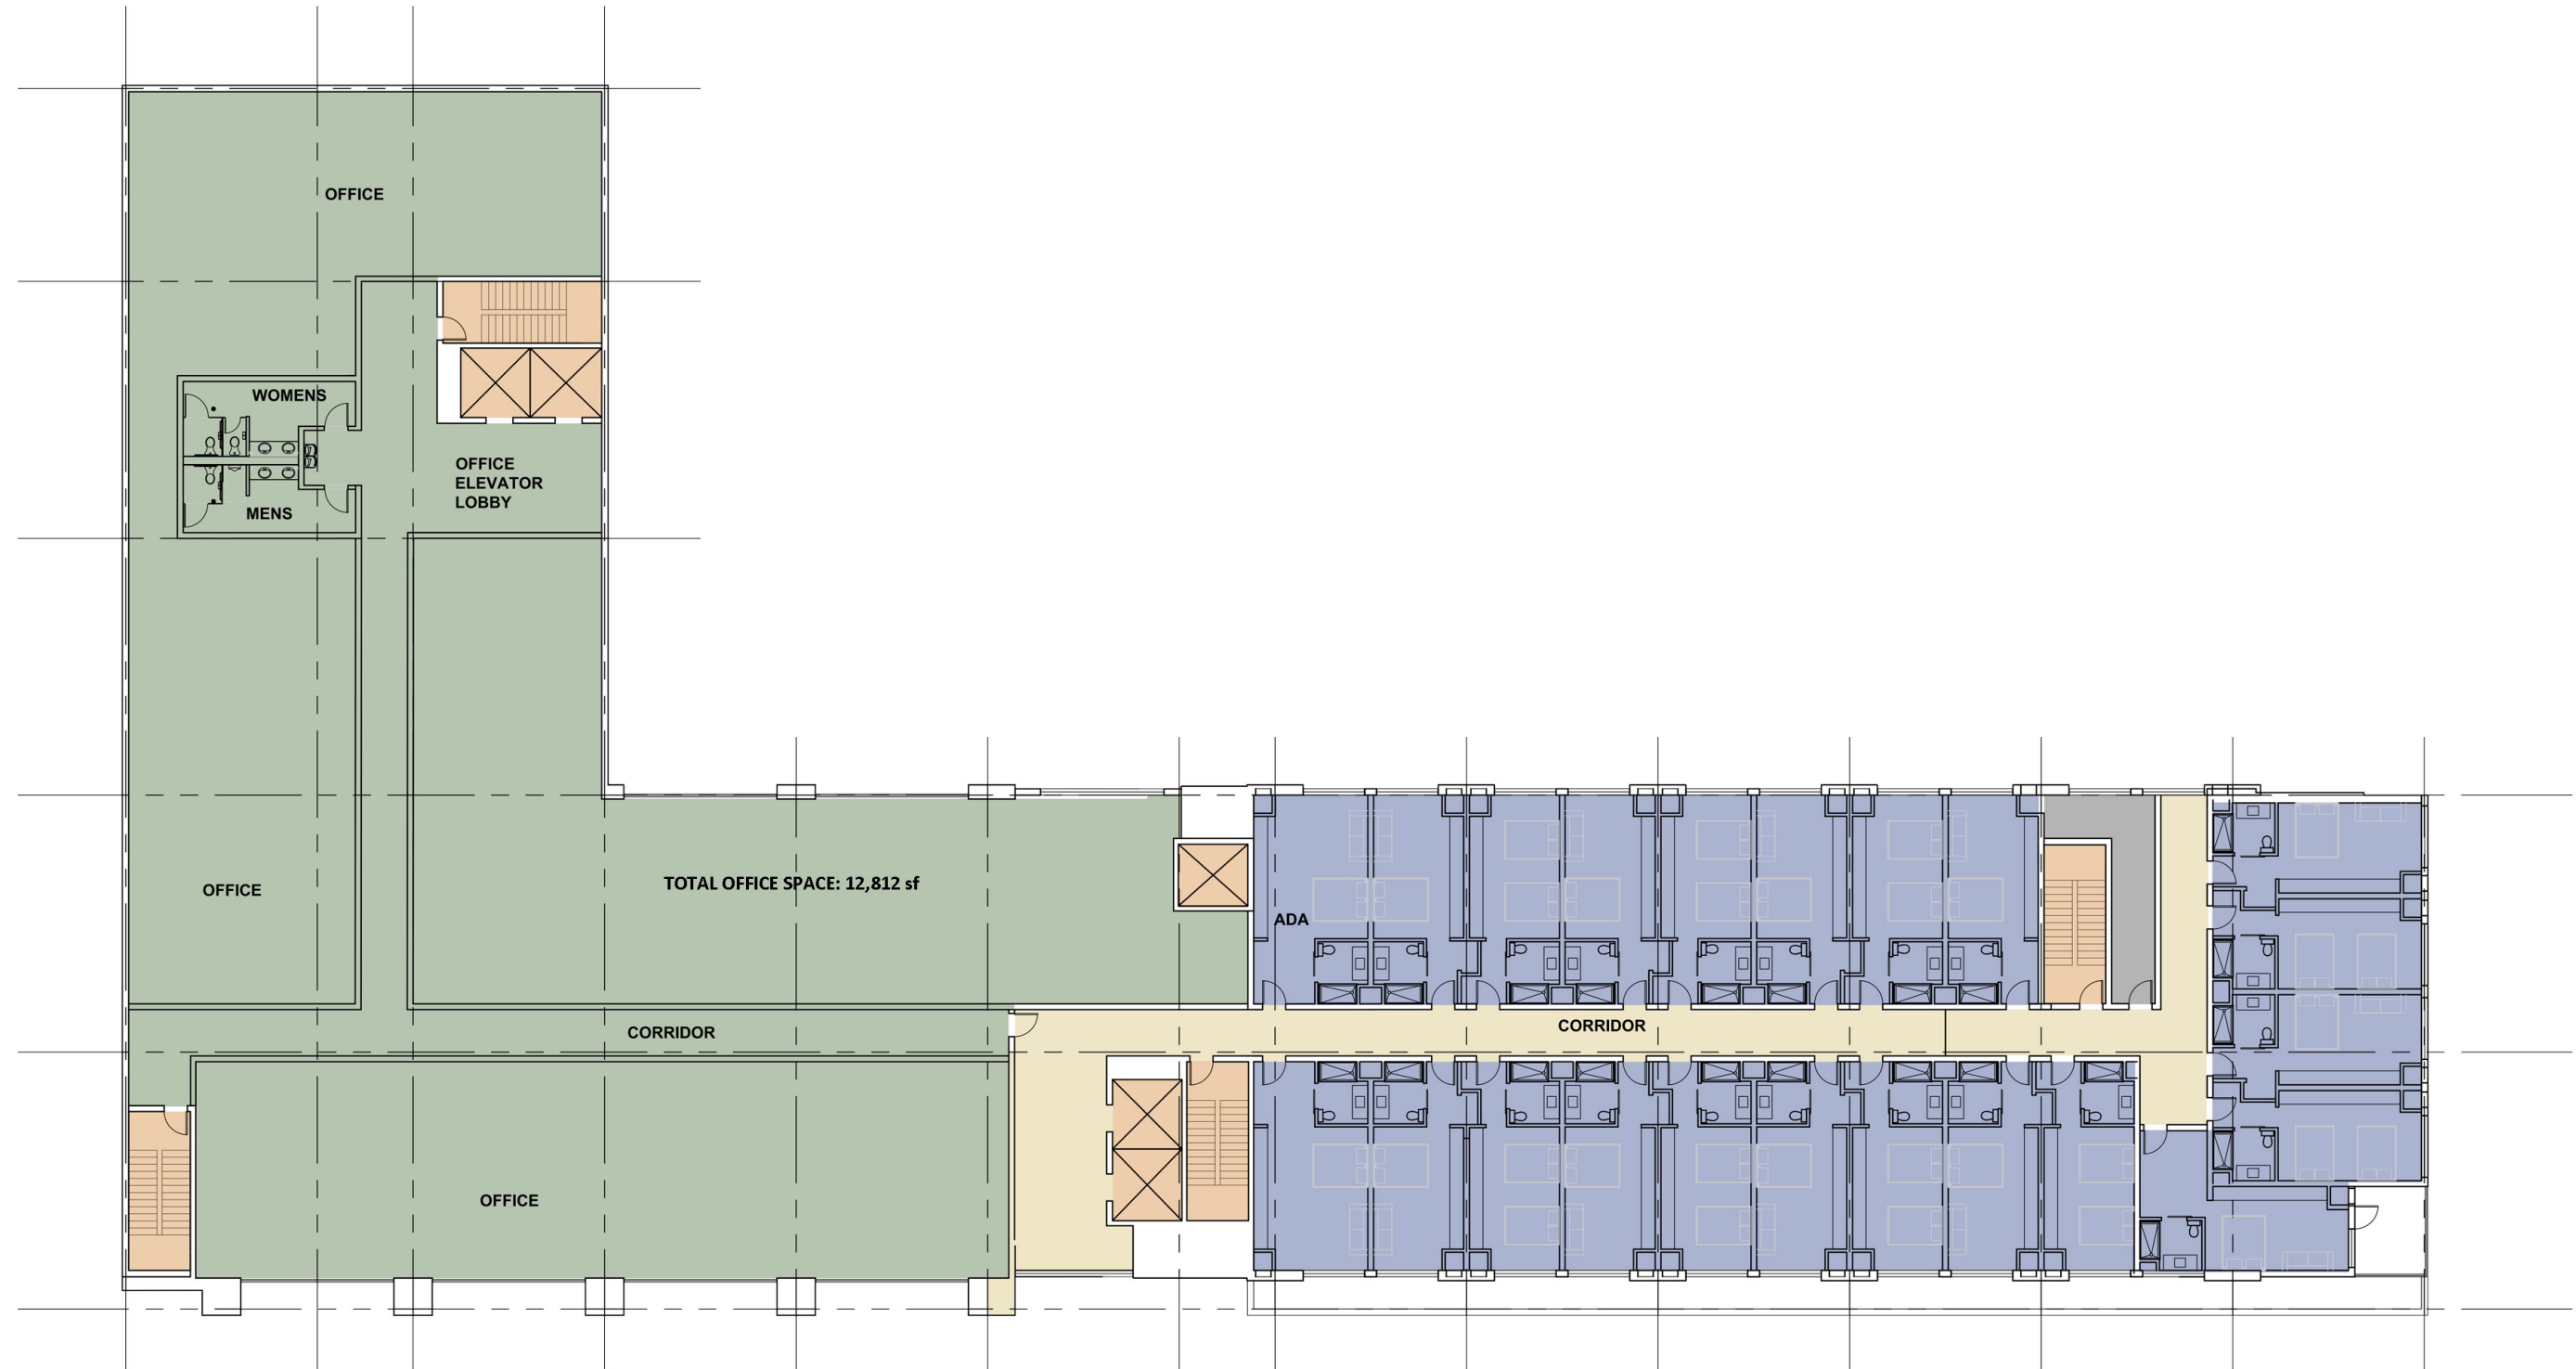 OFFICE
WOMENS
OFFICE
ELEVATOR
LOBBY
MENS
OFFICE
TOTAL OFFICE SPACE: 12,812 sf
ADA
CORRIDOR
CORRIDOR
OFFICE